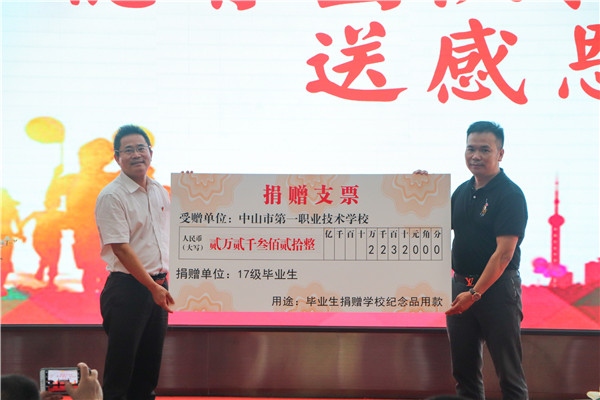 送感恩
捐赠支票
受赠单位：中山市第一职业技术学校
人民币(大写) 贰万贰千叁佰贰拾整
亿千百十万千百十元角分
2232000
捐赠单位：17级毕业生
用途：毕业生捐赠学校纪念品用款